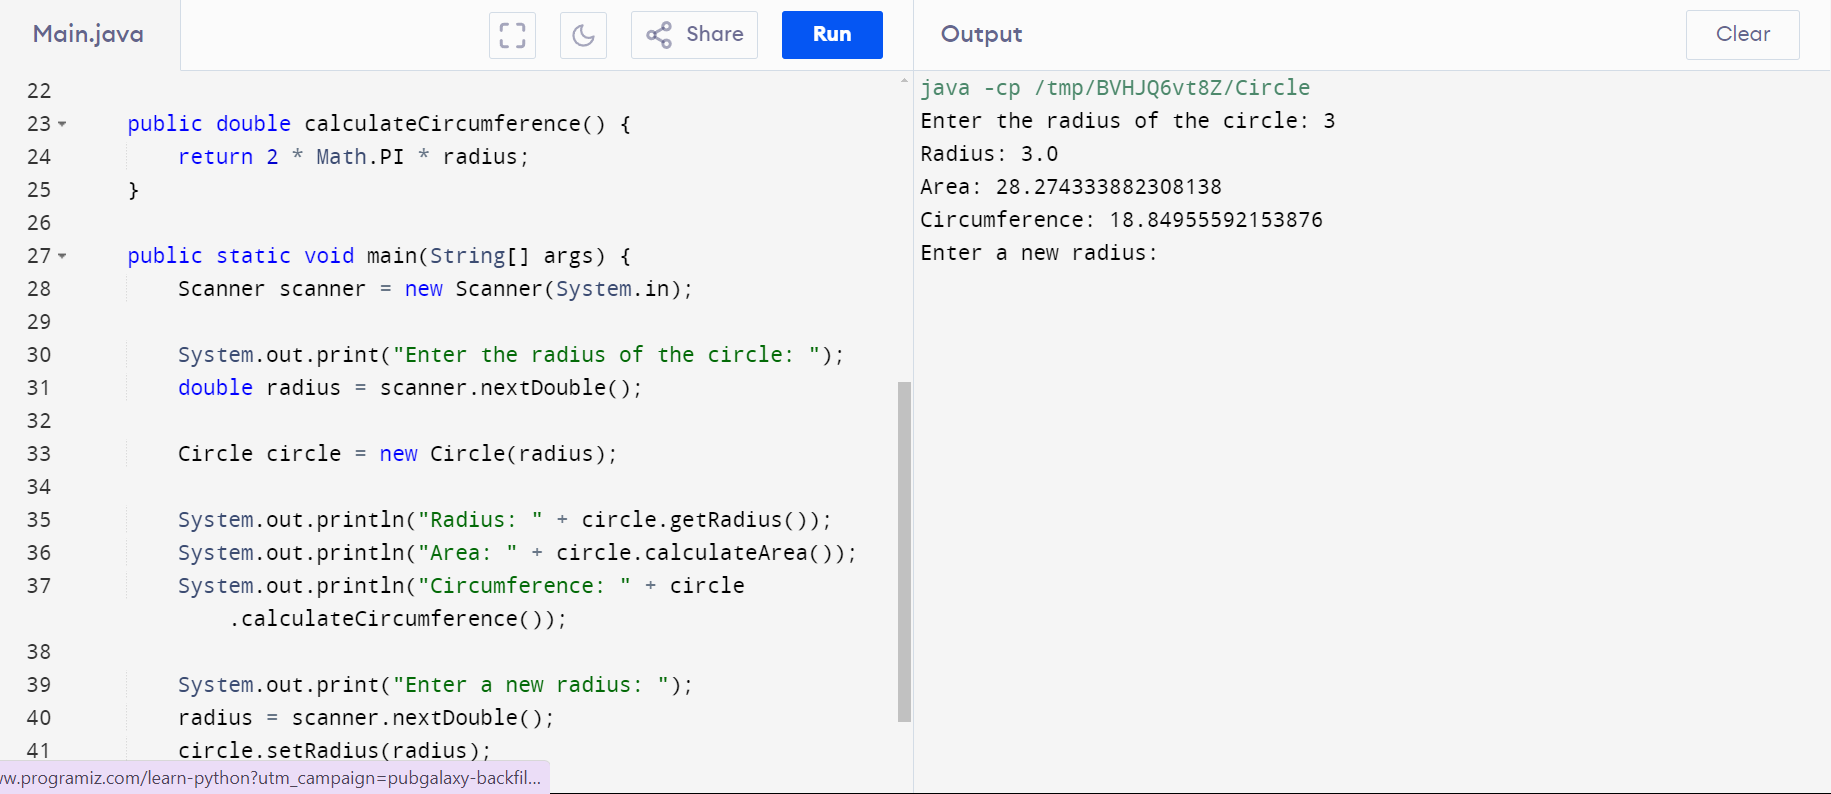 Main.java
Share
Run
Output
Clear
22
23 public double calculateCircumference() {
24 return 2 * Math.PI * radius;
25 }
26
27 public static void main(String[] args) {
28 Scanner scanner = new Scanner(System.in);
29
30 System.out.print("Enter the radius of the circle: ");
31 double radius = scanner.nextDouble();
32
33 Circle circle = new Circle(radius);
34
35 System.out.println("Radius: " + circle.getRadius());
36 System.out.println("Area: " + circle.calculateArea());
37 System.out.println("Circumference: " + circle
.calculateCircumference());
38
39 System.out.print("Enter a new radius: ");
40 radius = scanner.nextDouble();
41 circle.setRadius(radius);
w.programiz.com/learn-python?utm_campaign=pubgalaxy-backfil...
java -cp /tmp/BVHJQ6vt8Z/Circle
Enter the radius of the circle: 3
Radius: 3.0
Area: 28.274333882308138
Circumference: 18.84955592153876
Enter a new radius: